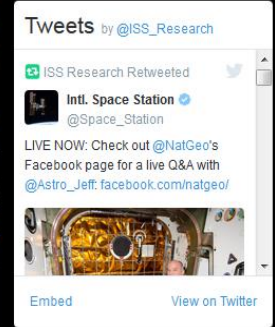 Tweets by @ISS_Research
ISS Research Retweeted
Intl. Space Station
@Space_Station
LIVE NOW: Check out @NatGeo's
Facebook page for a live Q&A with
@Astro_Jeff: facebook.com/natgeo/
Embed View on Twitter